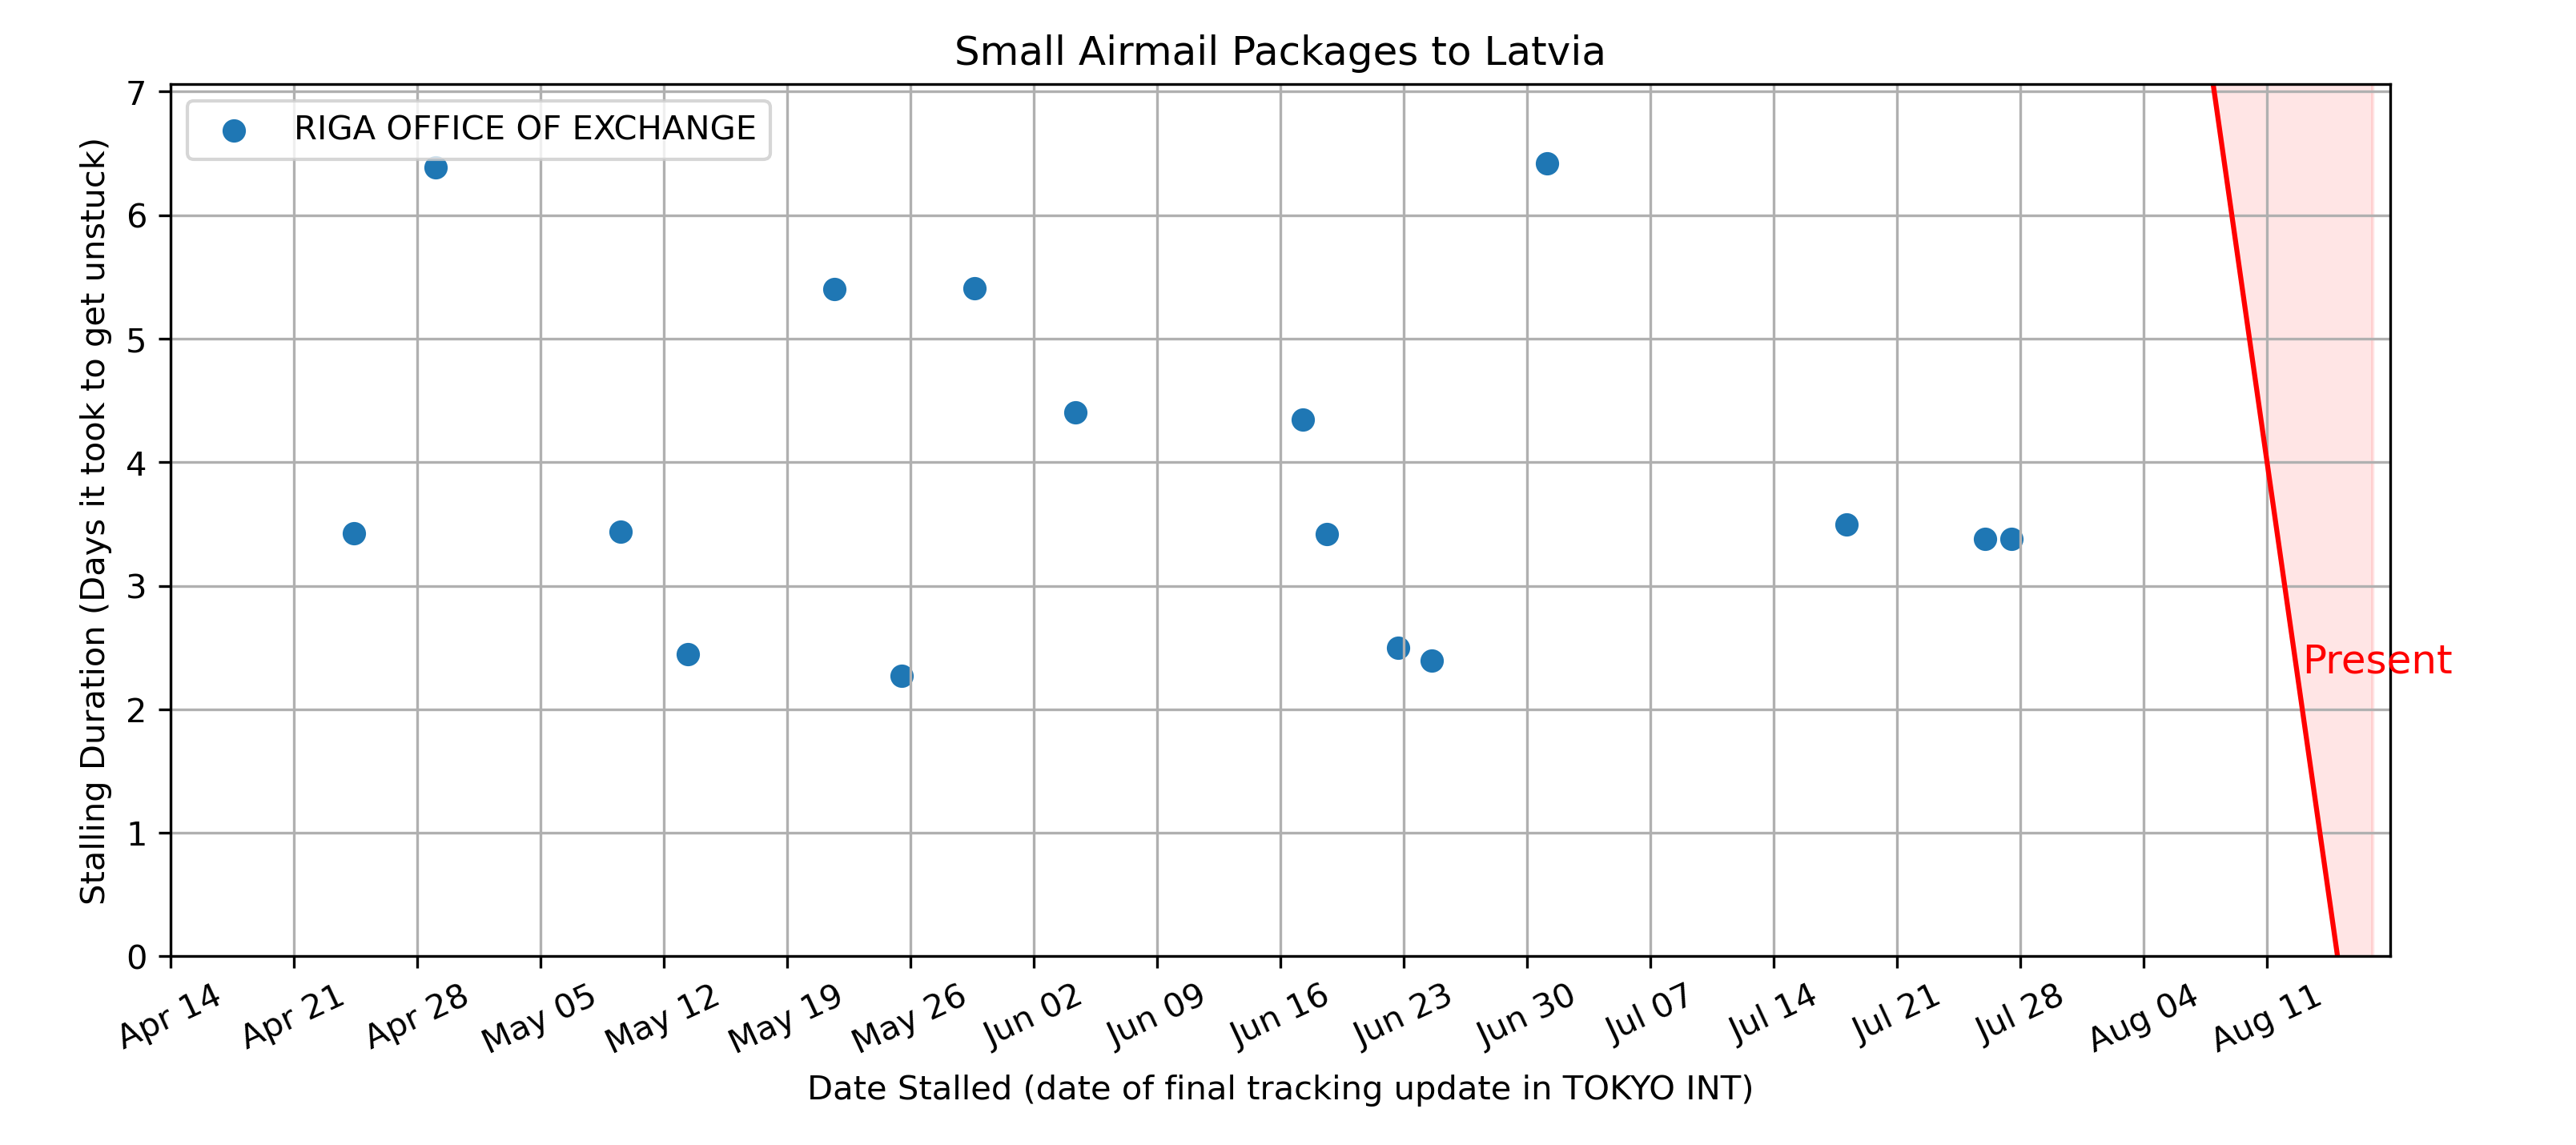 Small Airmail Packages to Latvia
RIGA OFFICE OF EXCHANGE
Stalling Duration (Days it took to get unstuck)
7
6
5
4
3
2
1
0
Present
Apr 14
Apr 21
Apr 28
May 05
May 12
May 19
May 26
Jun 02
Jun 09
Jun 16
Jun 23
Jun 30
Jul 07
Jul 14
Jul 21
Jul 28
Aug 04
Aug 11
Date Stalled (date of final tracking update in TOKYO INT)